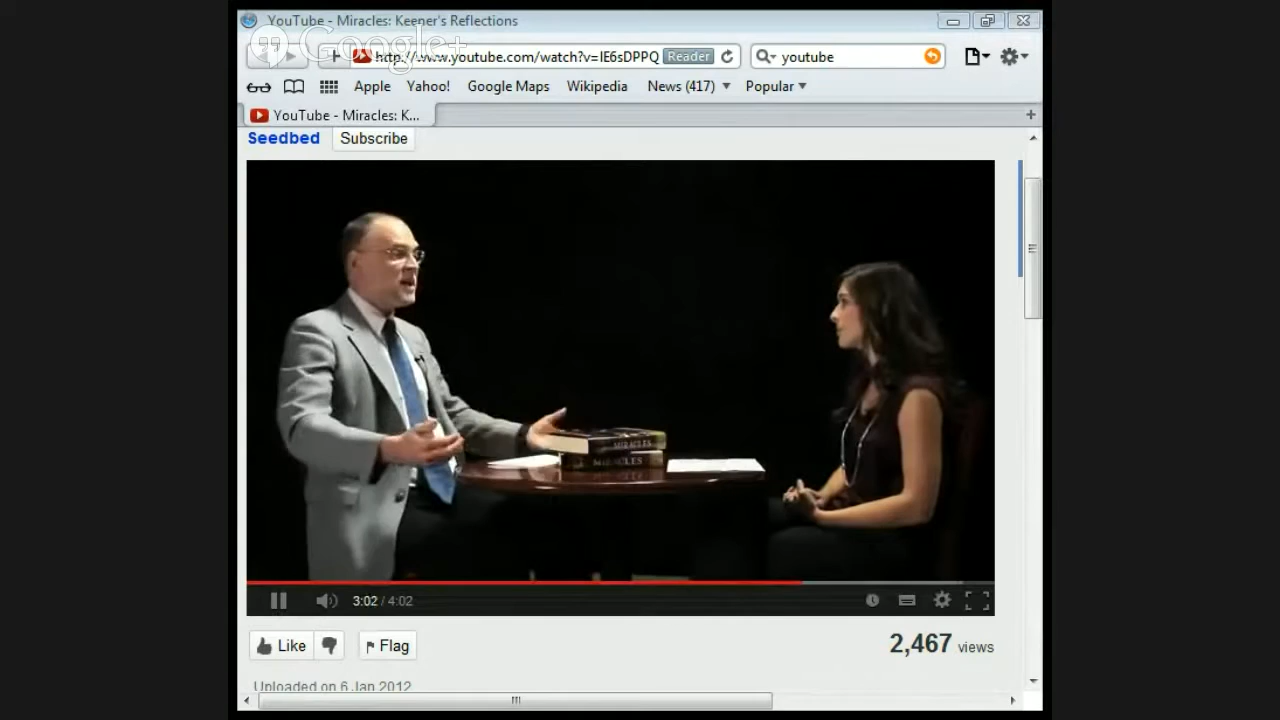 YouTube - Miracles: Keener's Reflections
Google+
http://www.youtube.com/watch?v=IE6sDPPQ Reader youtube
Apple Yahoo! Google Maps Wikipedia News (417) Popular
YouTube - Miracles: K...
Seedbed Subscribe
MIRACLES
MIRACLES
3:02 / 4:02
Like Flag 2,467 views
Uploaded on 6 Jan 2012